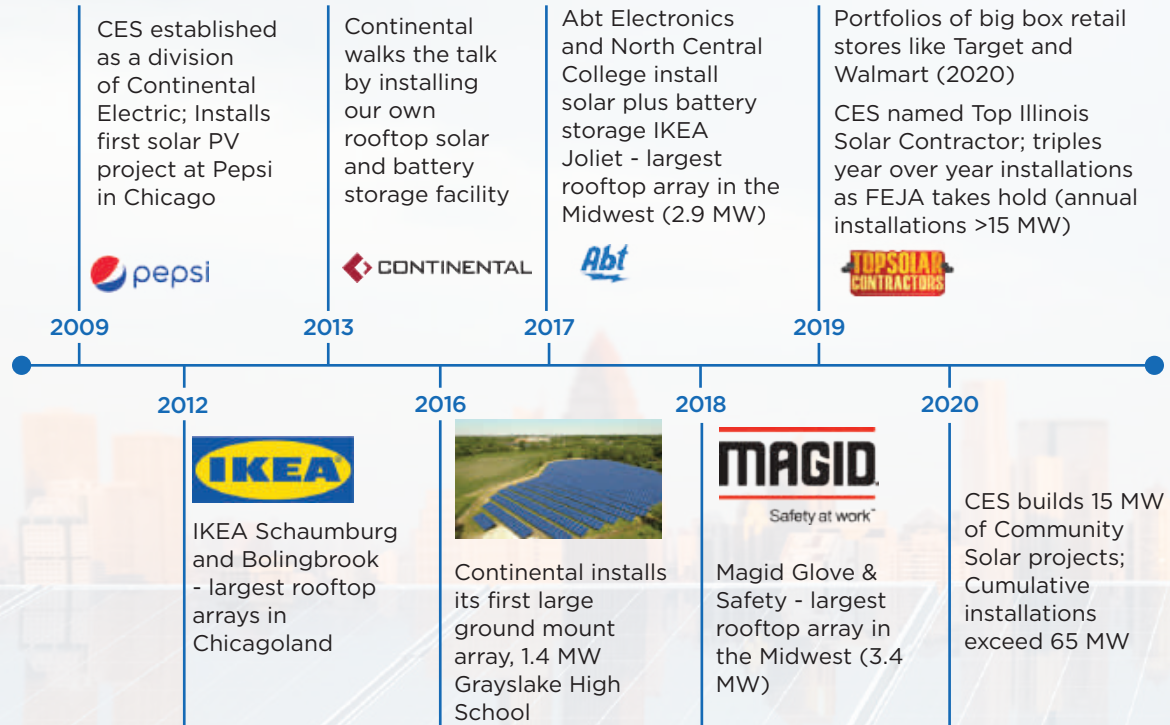 CES established
as a division
of Continental
Electric; Installs
first solar PV
project at Pepsi
in Chicago
pepsi
2009
Continental
walks the talk
by installing
our own
rooftop solar
and battery
storage facility
CONTINENTAL
2013
Abt Electronics
and North Central
College install
solar plus battery
storage IKEA
Joliet - largest
rooftop array in the
Midwest (2.9 MW)
Abt
2017
Portfolios of big box retail
stores like Target and
Walmart (2020)
CES named Top Illinois
Solar Contractor; triples
year over year installations
as FEJA takes hold (annual
installations >15 MW)
TOPSOLAR
CONTRACTORS
2019
2012
IKEA
IKEA Schaumburg
and Bolingbrook
- largest rooftop
arrays in
Chicagoland
2016
Continental installs
its first large
ground mount
array, 1.4 MW
Grayslake High
School
2018
MAGID
Safety at work™
Magid Glove &
Safety - largest
rooftop array in
the Midwest (3.4
MW)
2020
CES builds 15 MW
of Community
Solar projects;
Cumulative
installations
exceed 65 MW